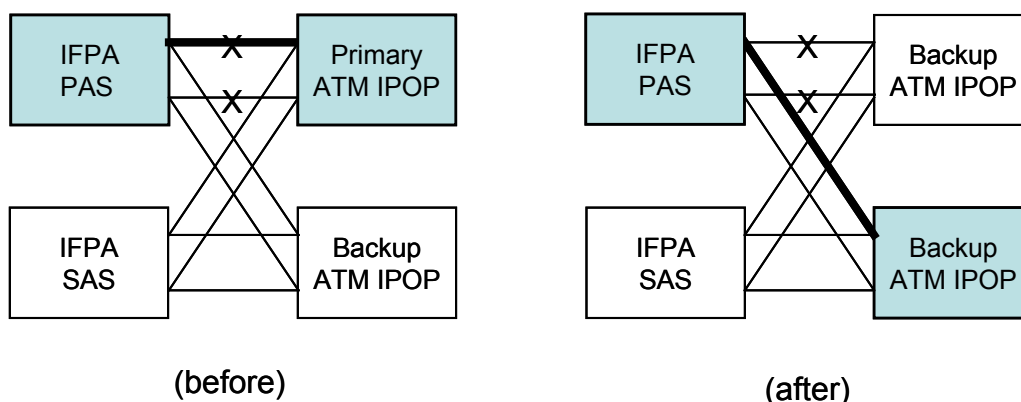 IFPA
PAS
X
X
Primary
ATM IPOP
IFPA
SAS
Backup
ATM IPOP
(before)
IFPA
PAS
X
X
Backup
ATM IPOP
IFPA
SAS
Backup
ATM IPOP
(after)